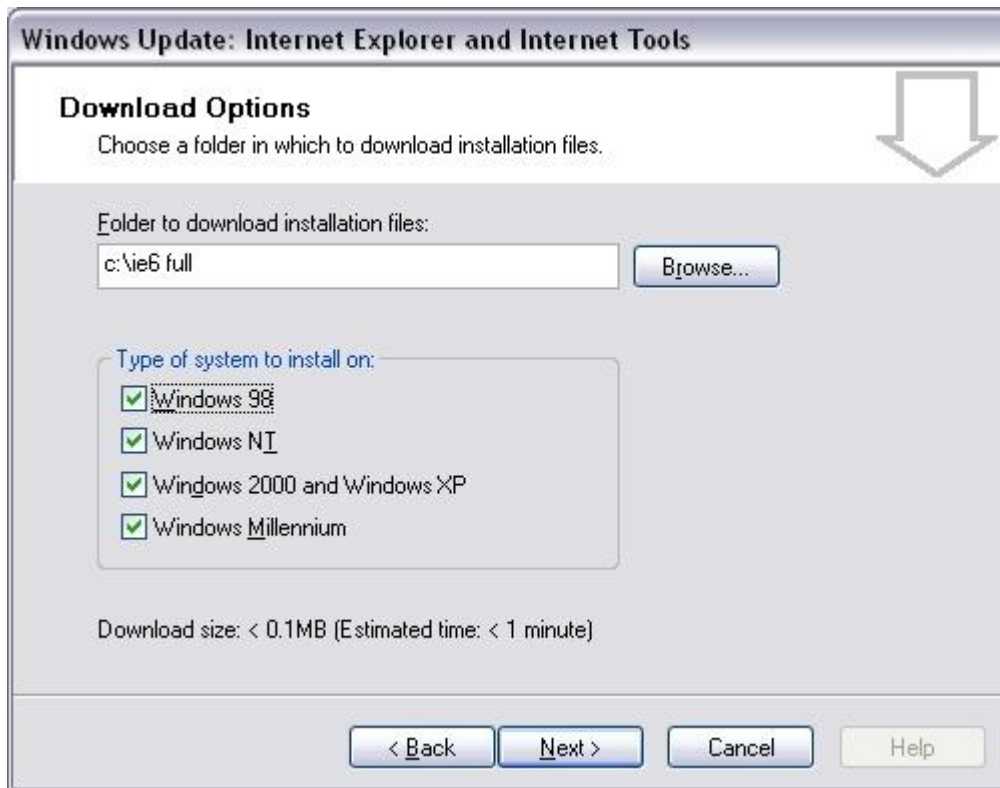 Windows Update: Internet Explorer and Internet Tools
Download Options
Choose a folder in which to download installation files.
Folder to download installation files:
c:\ie6 full
Browse...
Type of system to install on:
Windows 98
Windows NT
Windows 2000 and Windows XP
Windows Millennium
Download size: < 0.1MB (Estimated time: < 1 minute)
< Back Next > Cancel Help